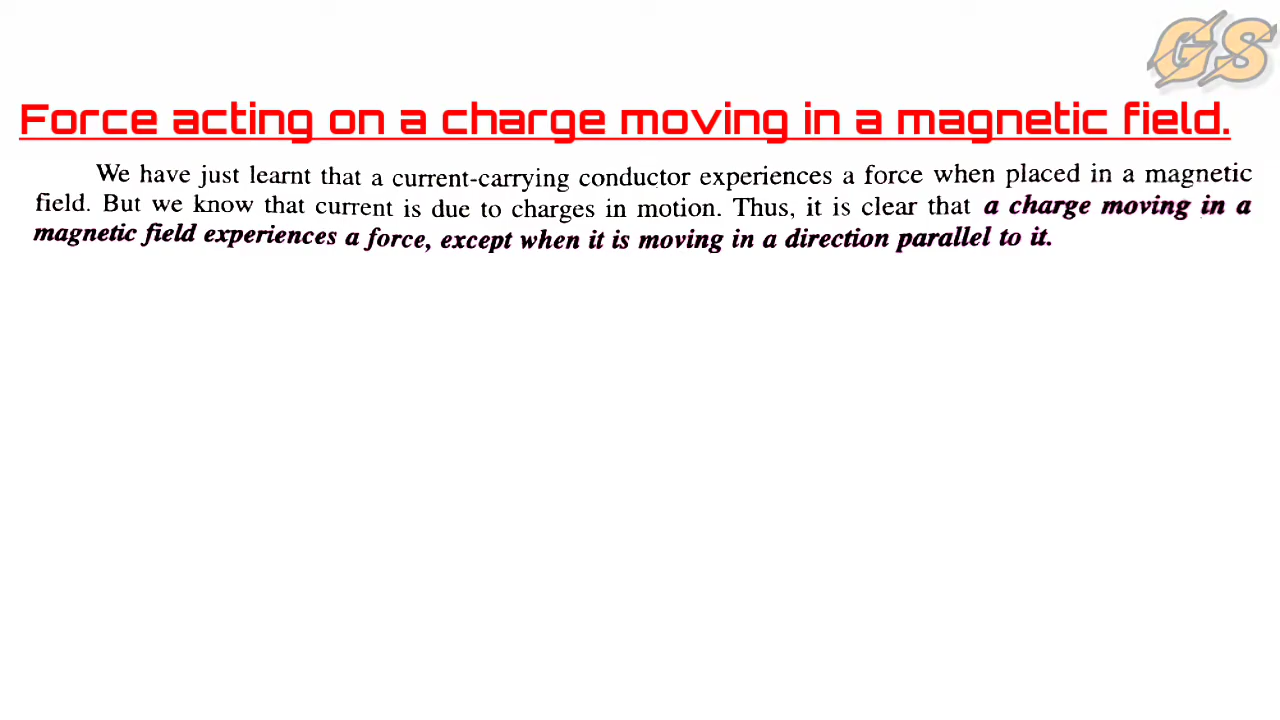 GS
Force acting on a charge moving in a magnetic field.
We have just learnt that a current-carrying conductor experiences a force when placed in a magnetic
field. But we know that current is due to charges in motion. Thus, it is clear that a charge moving in a
magnetic field experiences a force, except when it is moving in a direction parallel to it.